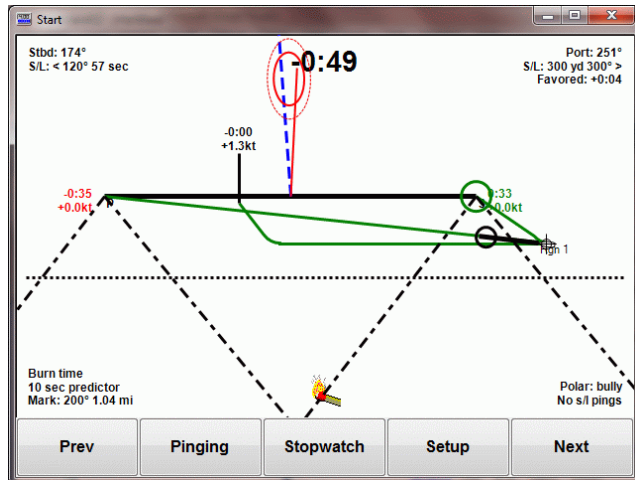 Start
Stbd: 174°
S/L: < 120° 57 sec
-0:49
Port: 251°
S/L: 300 yd 300° >
Favored: +0:04
-0:00
+1.3kt
-0:35
+0.0kt
P
0:33
+0.0kt
Rgn 1
Burn time
10 sec predictor
Mark: 200° 1.04 mi
Polar: bully
No s/l pings
Prev
Pinging
Stopwatch
Setup
Next